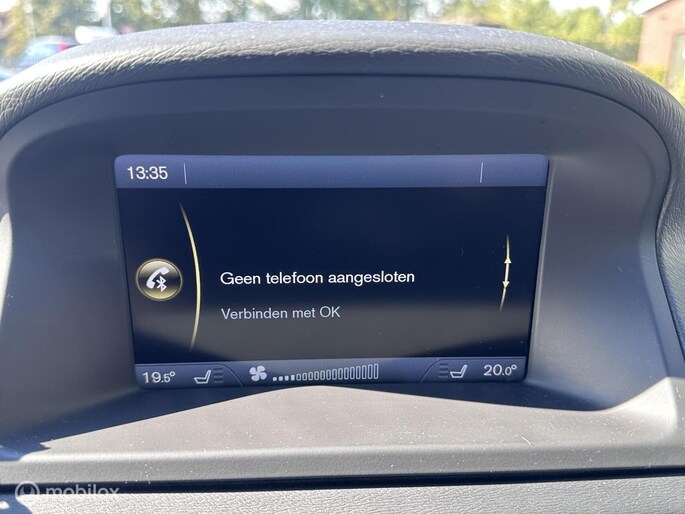 13:35
Geen telefoon aangesloten
Verbinden met OK
19.5° 20.0°
© mobilox